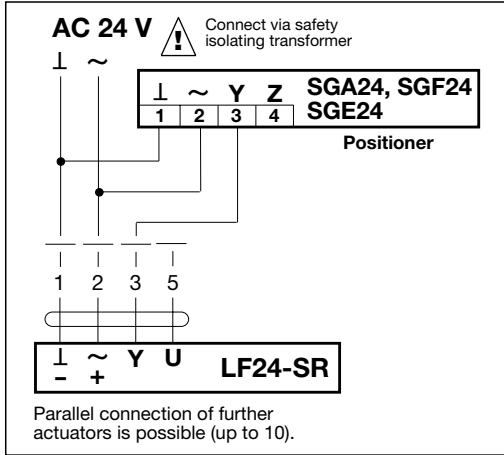 AC 24 V
Connect via safety
isolating transformer
⊥ ~
⊥ ~ Y Z
1 2 3 4
SGA24, SGF24
SGE24
Positioner
1 2 3 5
⊥ ~ Y U
– +
LF24-SR
Parallel connection of further
actuators is possible (up to 10).